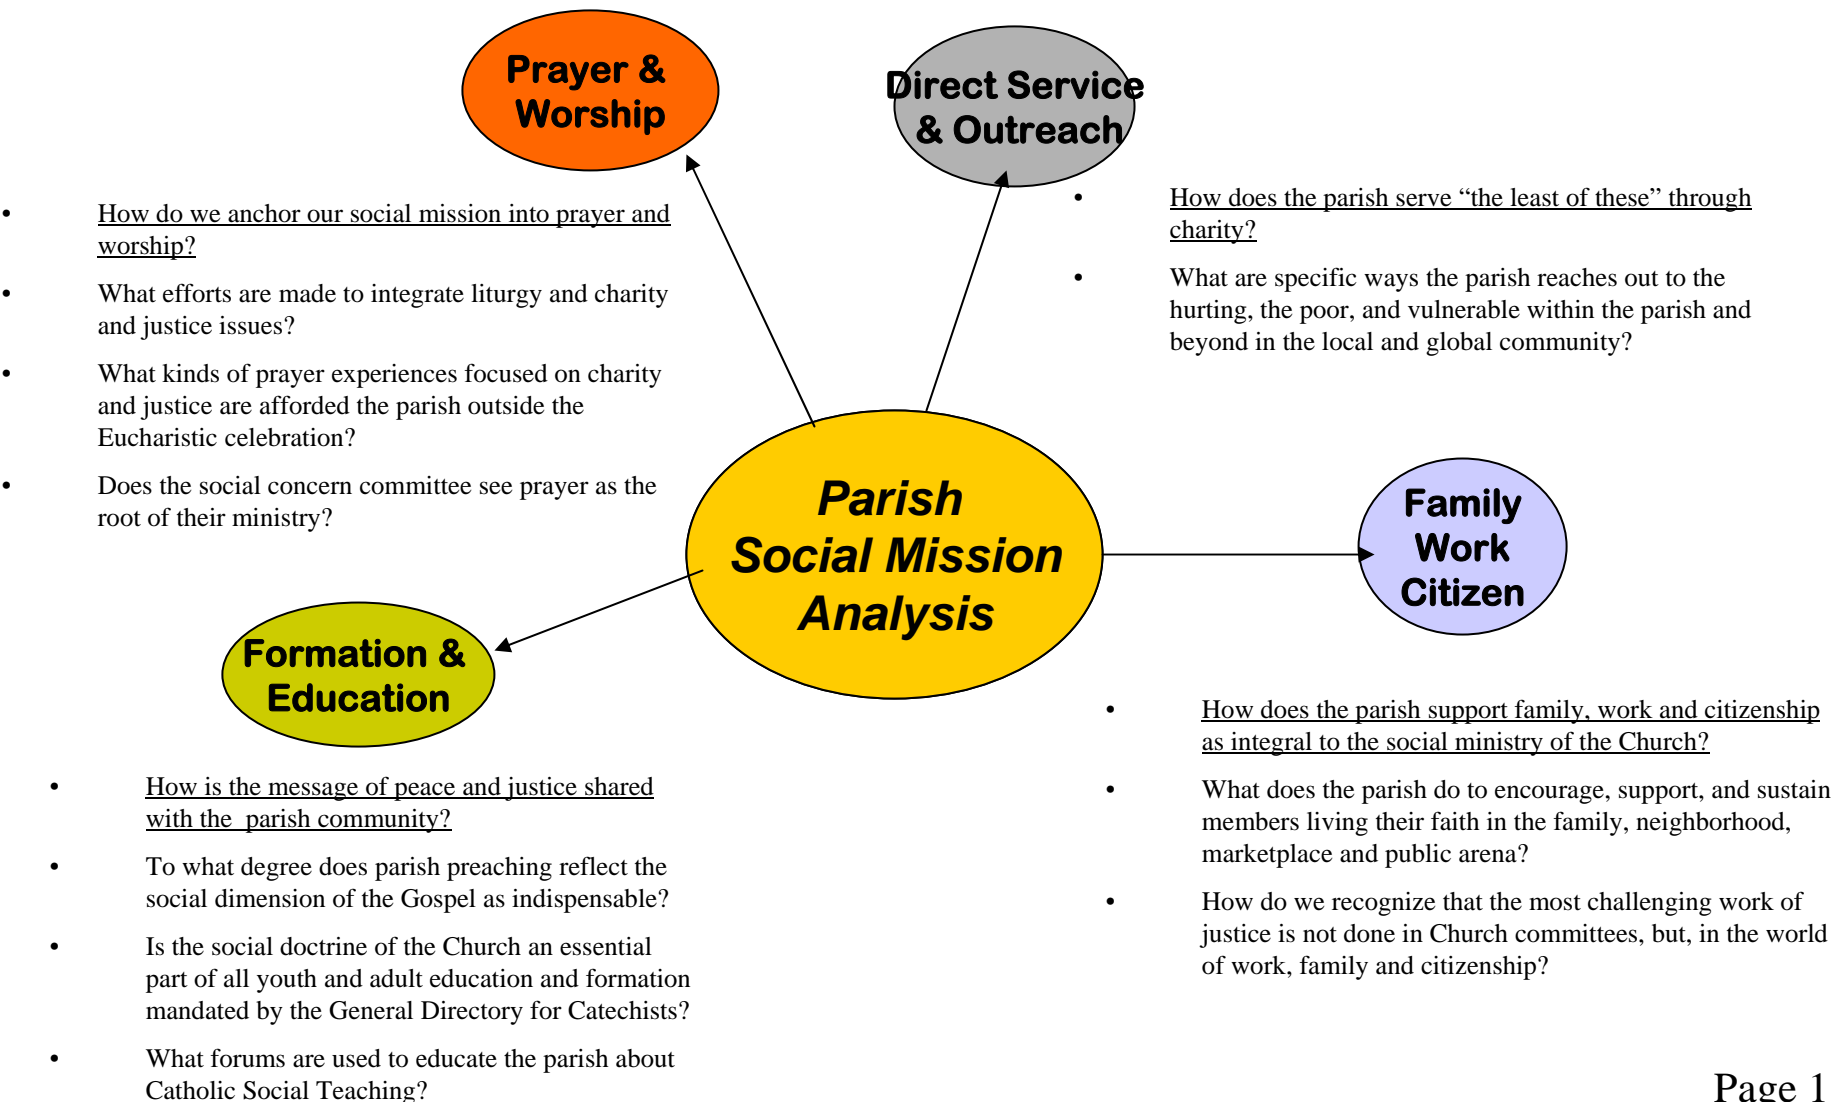 Prayer &
Worship
Direct Service
& Outreach
• How do we anchor our social mission into prayer and
worship?
• What efforts are made to integrate liturgy and charity
and justice issues?
• What kinds of prayer experiences focused on charity
and justice are afforded the parish outside the
Eucharistic celebration?
• Does the social concern committee see prayer as the
root of their ministry?
• How does the parish serve “the least of these” through
charity?
• What are specific ways the parish reaches out to the
hurting, the poor, and vulnerable within the parish and
beyond in the local and global community?
Parish
Social Mission
Analysis
Family
Work
Citizen
Formation &
Education
• How is the message of peace and justice shared
with the parish community?
• To what degree does parish preaching reflect the
social dimension of the Gospel as indispensable?
• Is the social doctrine of the Church an essential
part of all youth and adult education and formation
mandated by the General Directory for Catechists?
• What forums are used to educate the parish about
Catholic Social Teaching?
• How does the parish support family, work and citizenship
as integral to the social ministry of the Church?
• What does the parish do to encourage, support, and sustain
members living their faith in the family, neighborhood,
marketplace and public arena?
• How do we recognize that the most challenging work of
justice is not done in Church committees, but, in the world
of work, family and citizenship?
Page 1